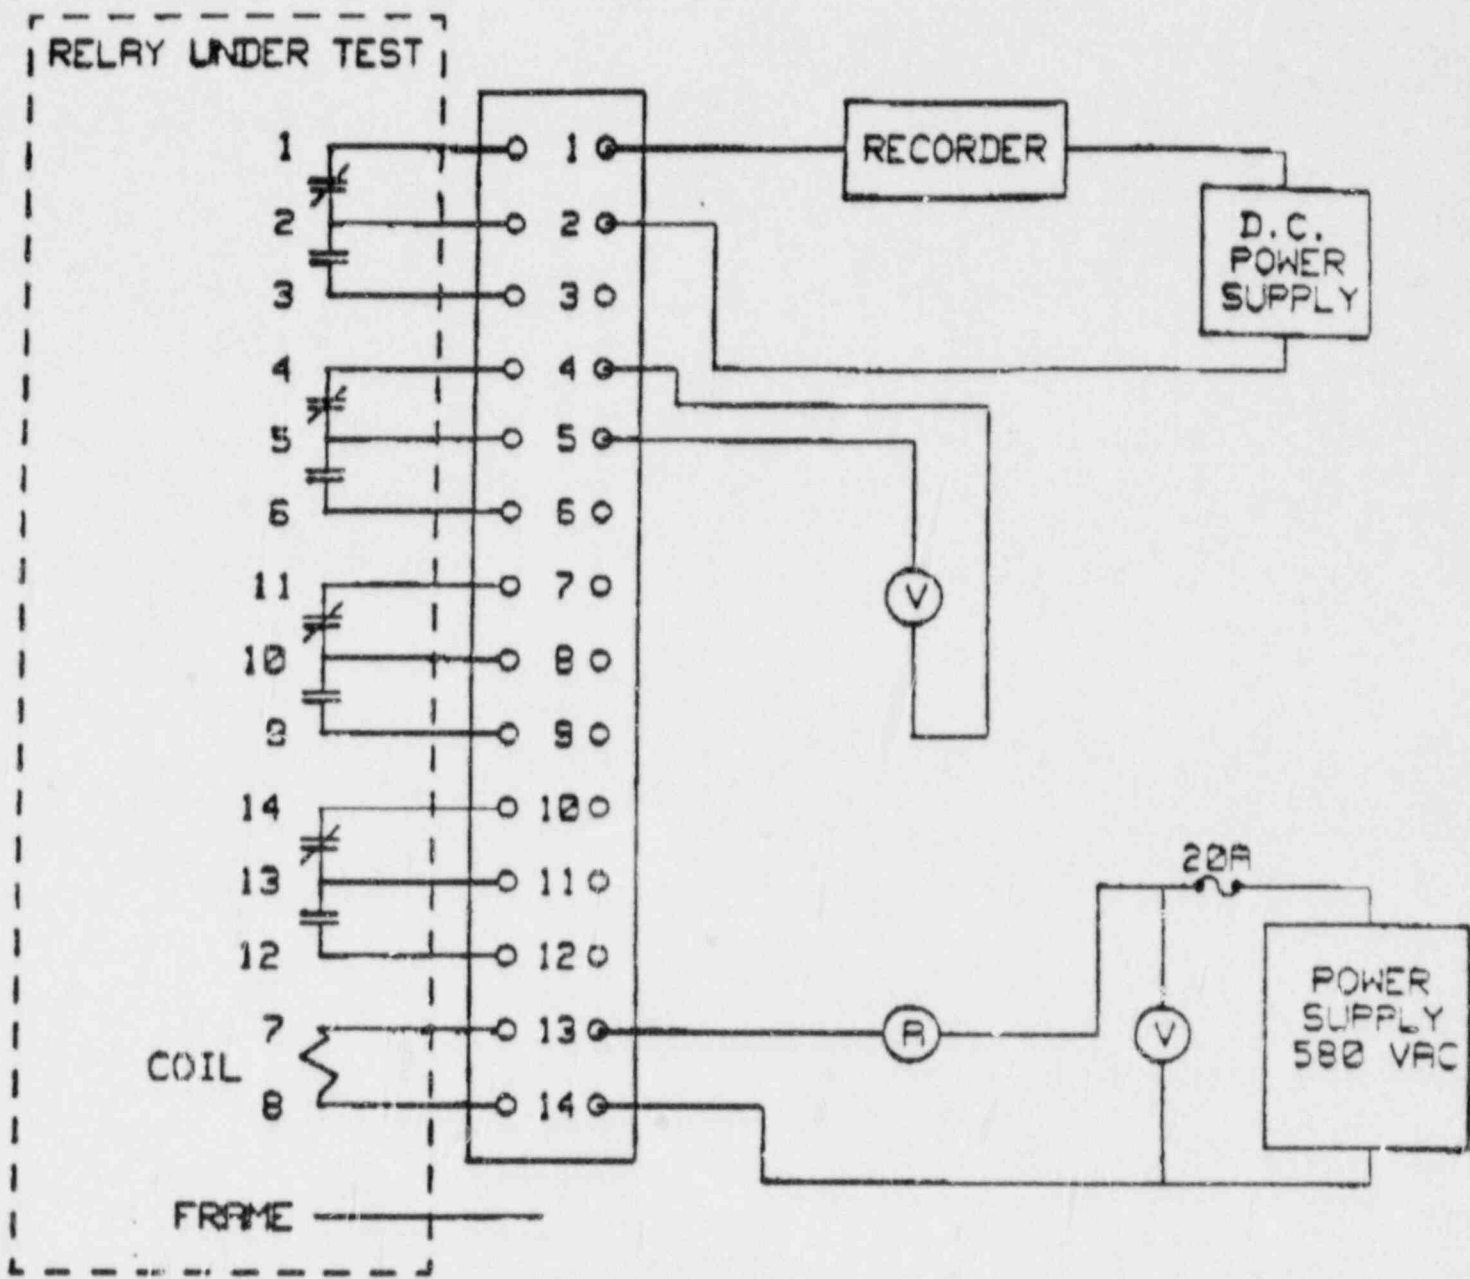 RELAY UNDER TEST
1 1
RECORDER
2 2
D.C.
POWER
SUPPLY
3 3
4 4
5 5
6 6
11 7
V
10 8
9 9
14 10
20A
13 11
12 12
POWER
SUPPLY
580 VAC
7 13
A
V
COIL
8 14
FRAME